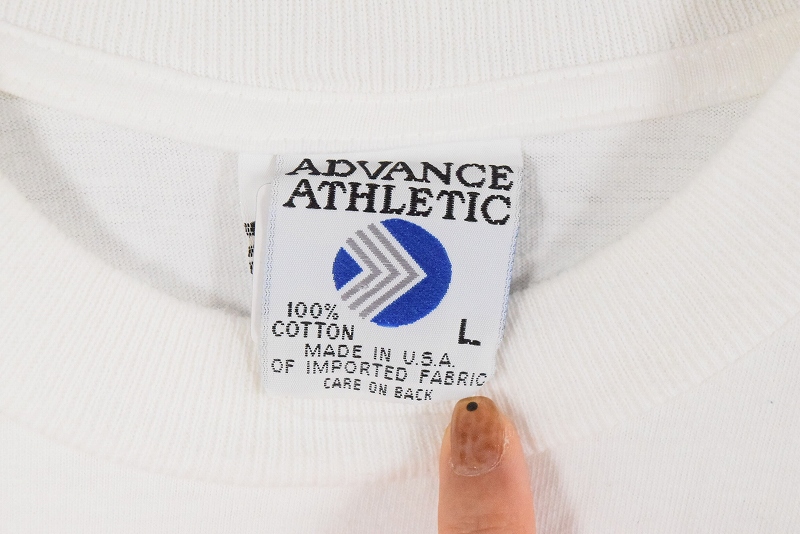 ADVANCE
ATHLETIC
100%
COTTON
L
MADE IN U.S.A.
OF IMPORTED FABRIC
CARE ON BACK